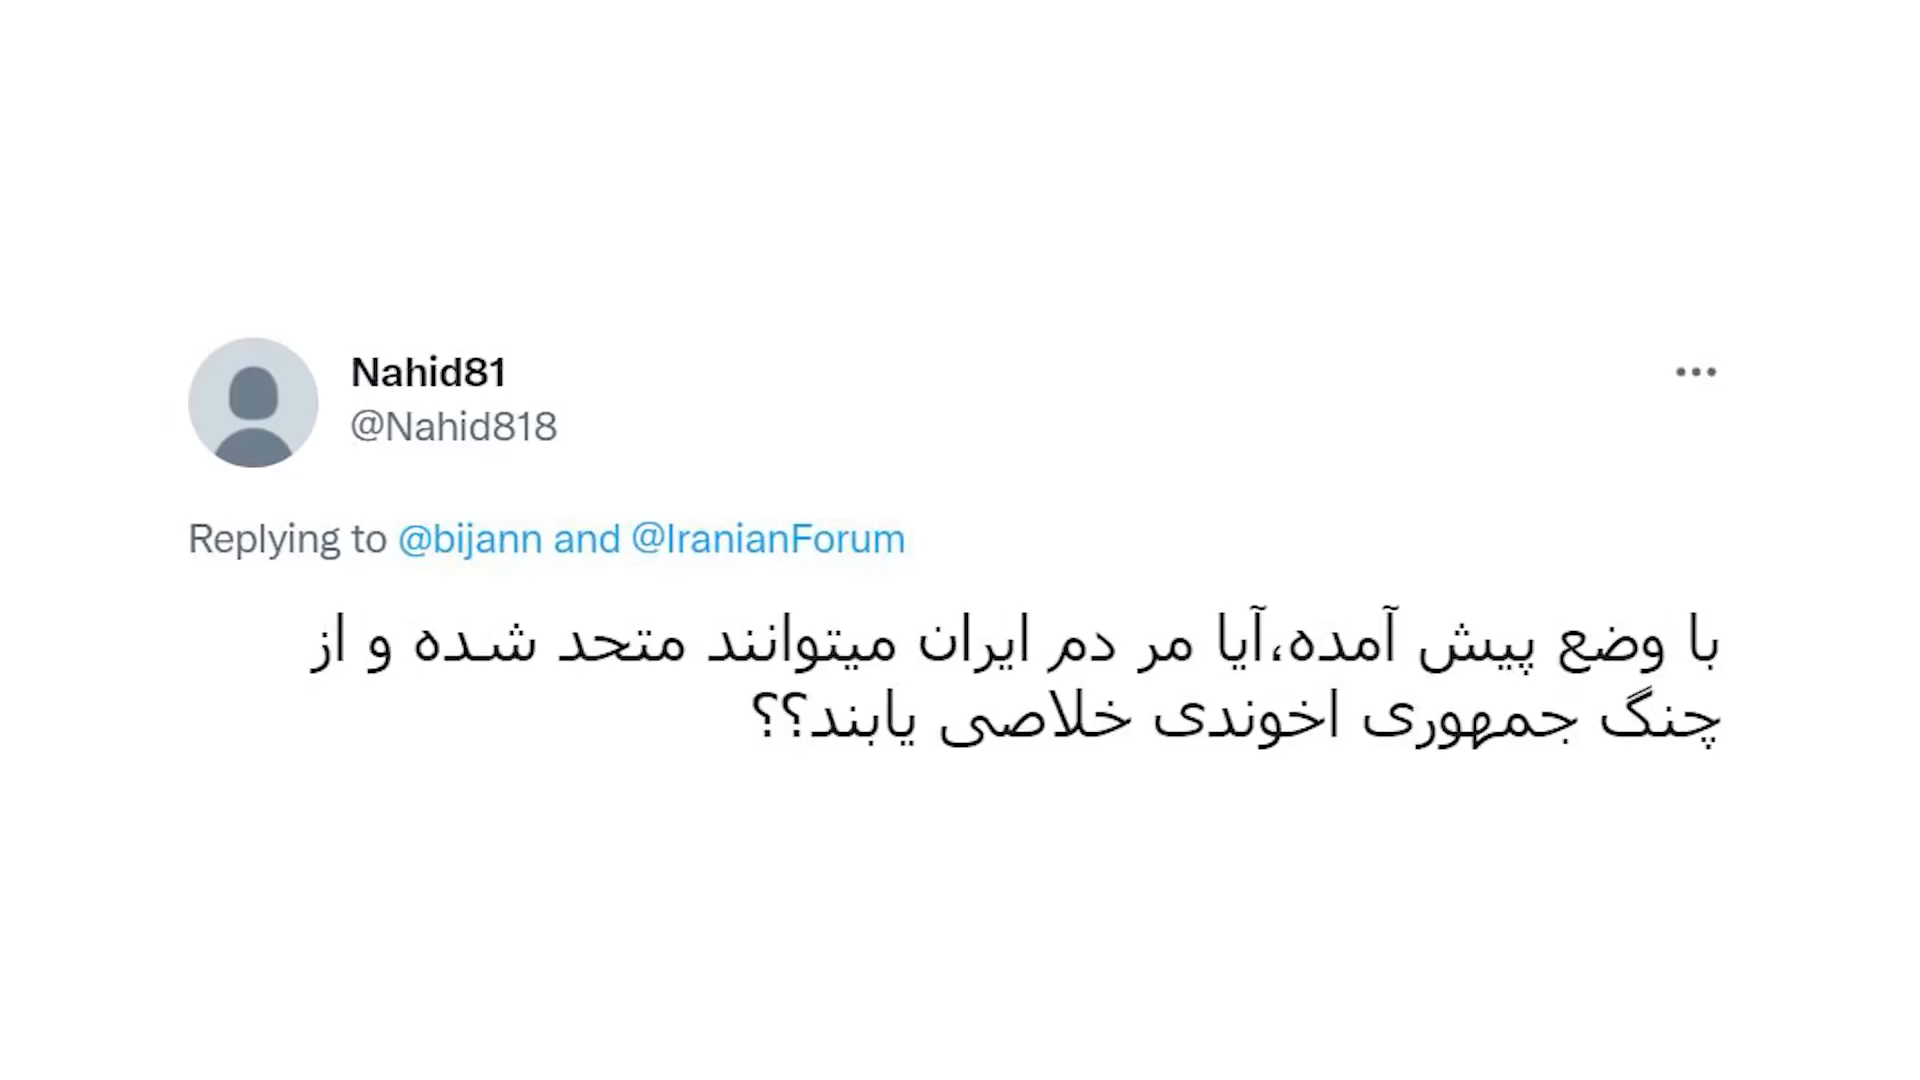 Nahid81
@Nahid818
Replying to @bijann and @IranianForum
با وضع پیش آمده،آیا مر دم ایران میتوانند متحد شده و از
چنگ جمهوری اخوندی خلاصی یابند؟؟